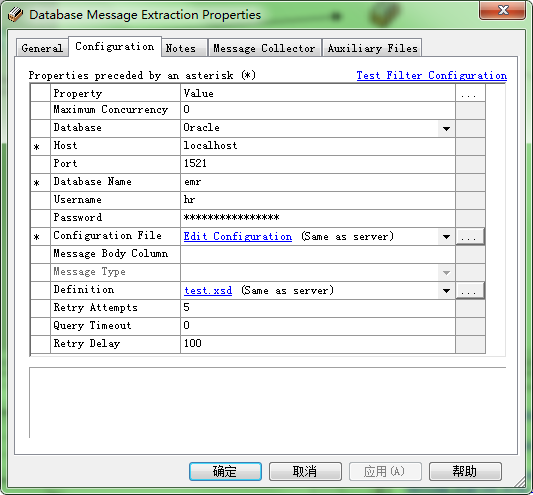 Database Message Extraction Properties
General Configuration Notes Message Collector Auxiliary Files
Properties preceded by an asterisk (*) Test Filter Configuration
Property Value ...
Maximum Concurrency 0
Database Oracle
* Host localhost
Port 1521
* Database Name emr
Username hr
Password ****************
* Configuration File Edit Configuration (Same as server) ...
Message Body Column
Message Type
Definition test.xsd (Same as server) ...
Retry Attempts 5
Query Timeout 0
Retry Delay 100
确定 取消 应用(A) 帮助